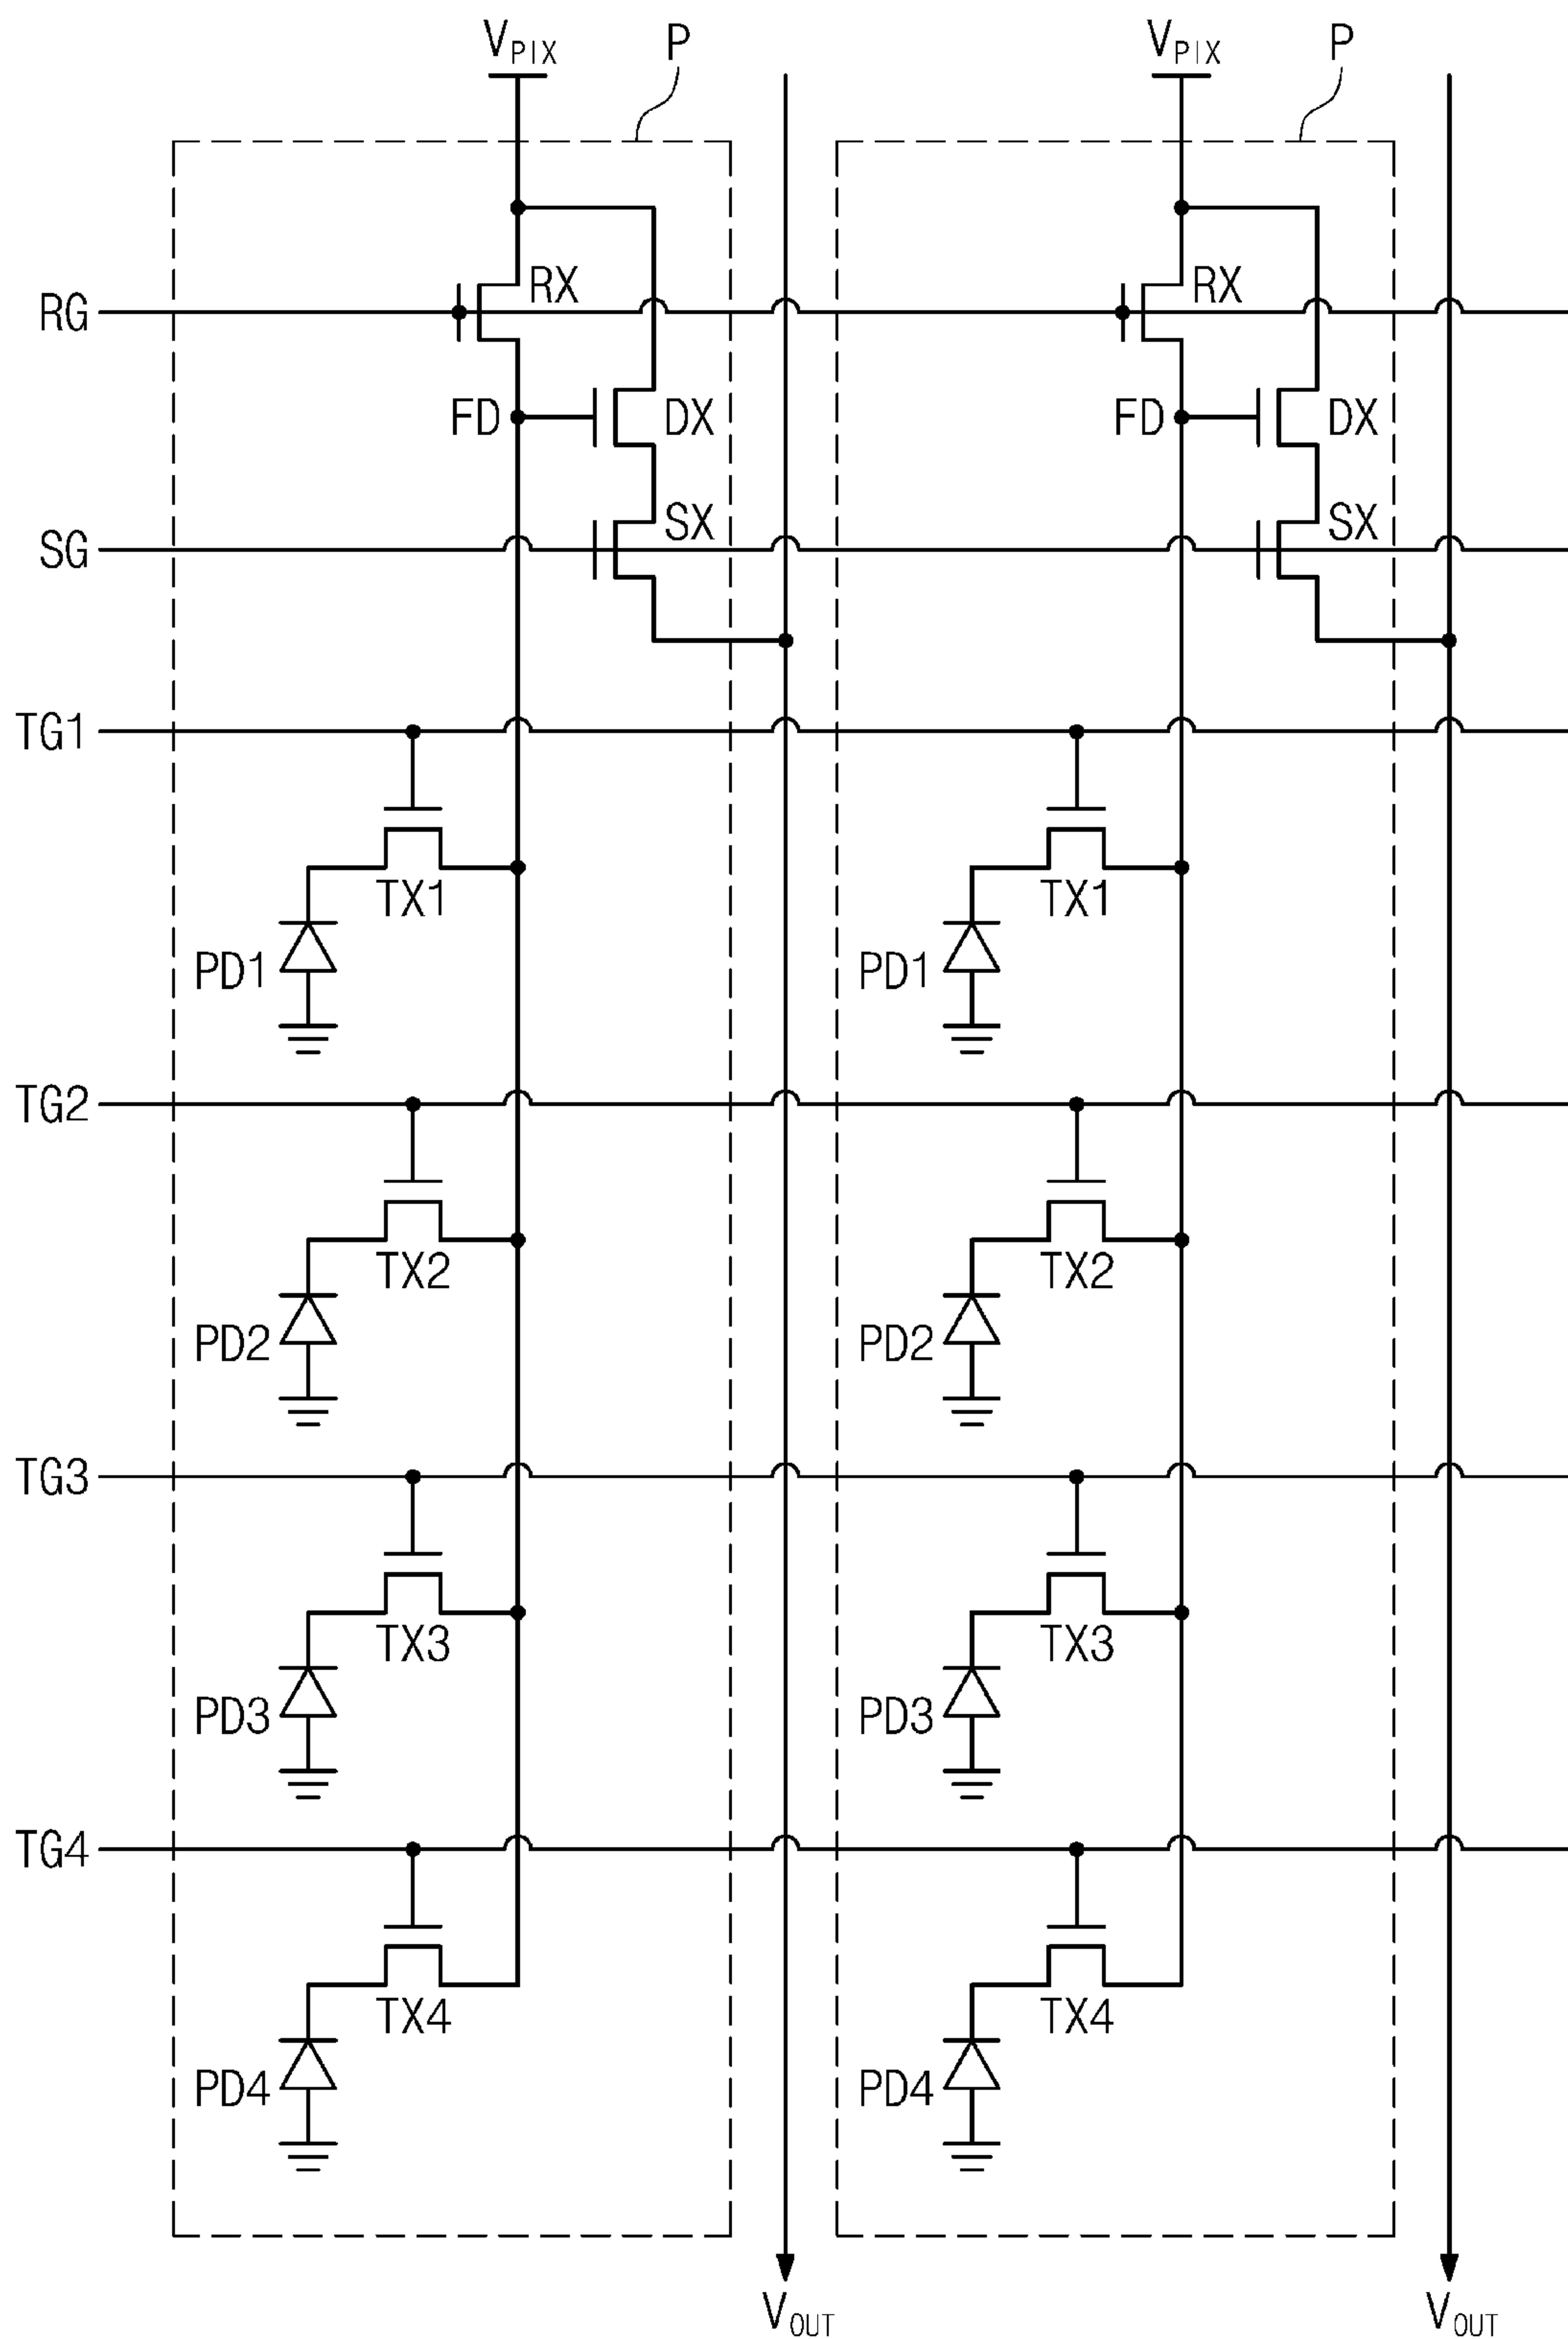 VPIX P VPIX P
RG RX RX
FD DX FD DX
SG SX SX
TG1
TX1 TX1
PD1 PD1
TG2
TX2 TX2
PD2 PD2
TG3
TX3 TX3
PD3 PD3
TG4
TX4 TX4
PD4 PD4
VOUT VOUT